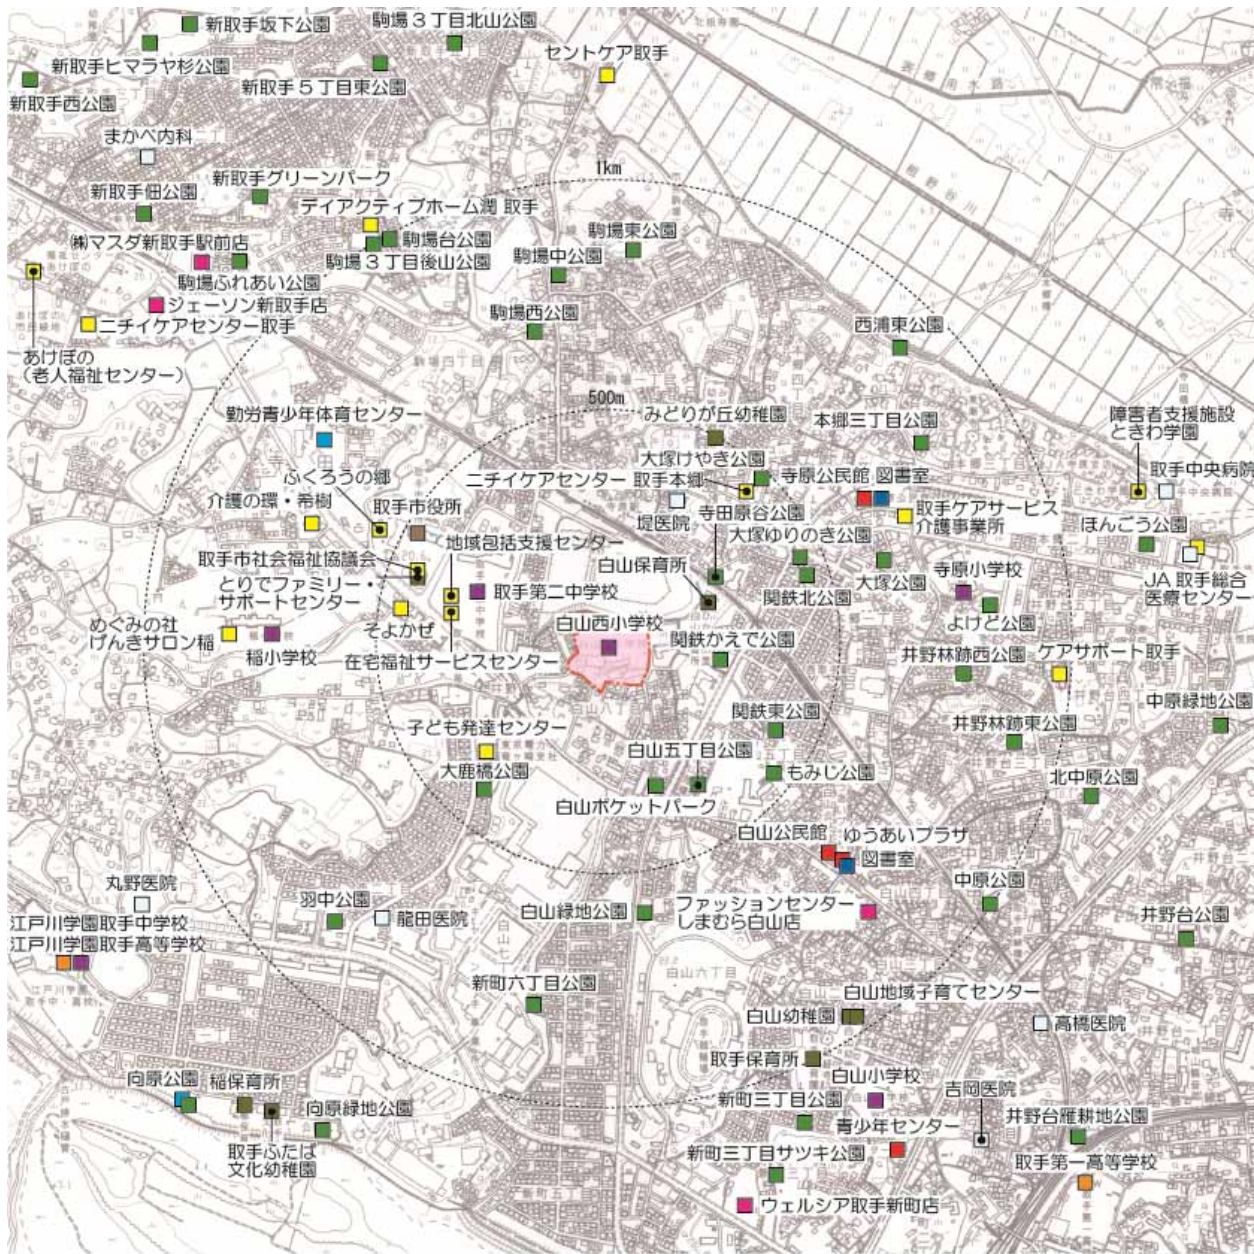 新取手坂下公園
駒場３丁目北山公園
新取手ヒマラヤ杉公園
新取手５丁目東公園
セントケア取手
新取手西公園
まかべ内科
1km
新取手佃公園
新取手グリーンパーク
デイアクティブホーム潤 取手
㈱マスダ新取手駅前店
駒場台公園
駒場３丁目後山公園
駒場東公園
駒場中公園
駒場ふれあい公園
ジェーソン新取手店
ニチイケアセンター取手
駒場西公園
西浦東公園
あけぼの
（老人福祉センター）
500m
勤労青少年体育センター
みどりが丘幼稚園
本郷三丁目公園
障害者支援施設
ときわ学園
大塚けやき公園
ふくろうの郷
ニチイケアセンター 取手本郷
寺原公民館 図書室
取手中央病院
介護の環・希樹
取手市役所
堤医院
寺田原谷公園
取手ケアサービス
介護事業所
ほんごう公園
地域包括支援センター
大塚ゆりのき公園
取手市社会福祉協議会
白山保育所
大塚公園
寺原小学校
JA 取手総合
医療センター
とりでファミリー・
サポートセンター
取手第二中学校
関鉄北公園
よけど公園
めぐみの社
げんきサロン稲
そよかぜ
白山西小学校
稲小学校
在宅福祉サービスセンター
関鉄かえで公園
井野林跡西公園
ケアサポート取手
中原緑地公園
子ども発達センター
関鉄東公園
井野林跡東公園
大鹿橋公園
白山五丁目公園
もみじ公園
北中原公園
白山ポケットパーク
白山公民館
ゆうあいプラザ
図書室
丸野医院
中原公園
羽中公園
龍田医院
白山緑地公園
ファッションセンター
しまむら白山店
井野台公園
江戸川学園取手中学校
江戸川学園取手高等学校
白山六丁目
新町六丁目公園
白山地域子育てセンター
白山幼稚園
高橋医院
取手保育所
向原公園
稲保育所
白山小学校
吉岡医院
向原緑地公園
新町三丁目公園
井野台雁耕地公園
取手ふたば
文化幼稚園
青少年センター
新町三丁目サツキ公園
取手第一高等学校
ウェルシア取手新町店